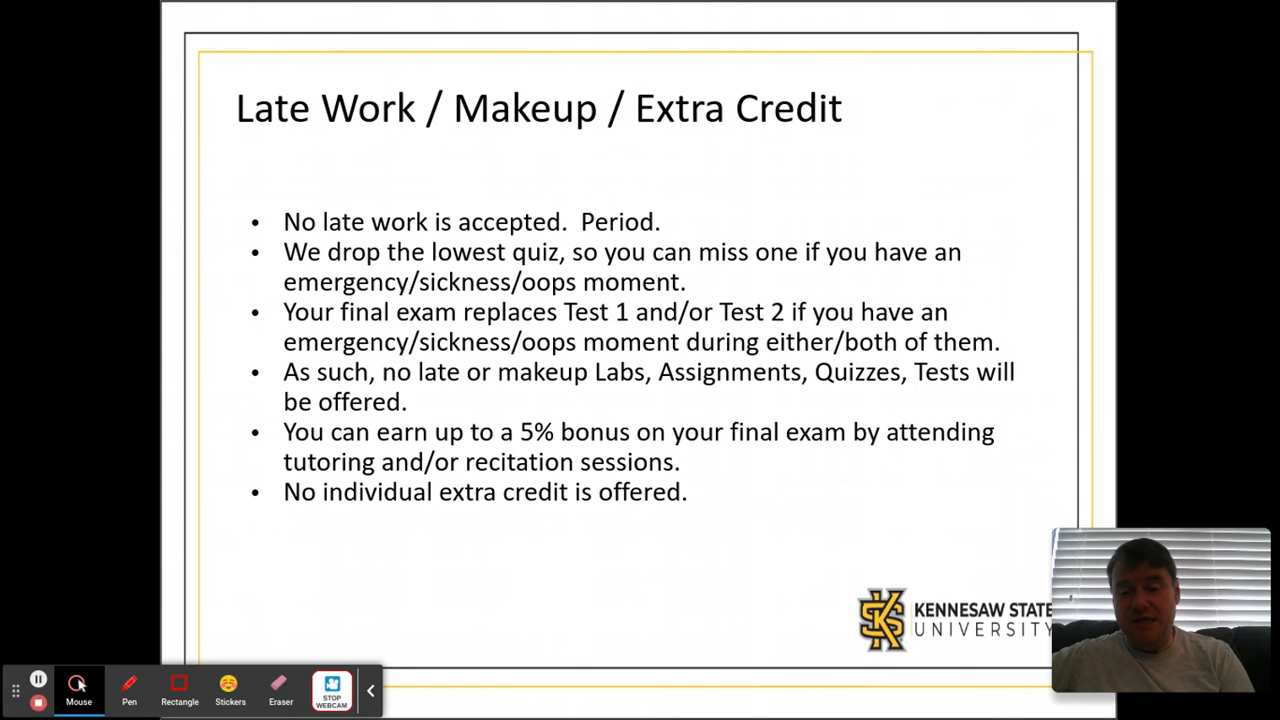 Late Work / Makeup / Extra Credit
• No late work is accepted.  Period.
• We drop the lowest quiz, so you can miss one if you have an
emergency/sickness/oops moment.
• Your final exam replaces Test 1 and/or Test 2 if you have an
emergency/sickness/oops moment during either/both of them.
• As such, no late or makeup Labs, Assignments, Quizzes, Tests will
be offered.
• You can earn up to a 5% bonus on your final exam by attending
tutoring and/or recitation sessions.
• No individual extra credit is offered.
KS
KENNESAW STATE
UNIVERSITY
Mouse
Pen
Rectangle
Stickers
Eraser
STOP
WEBCAM